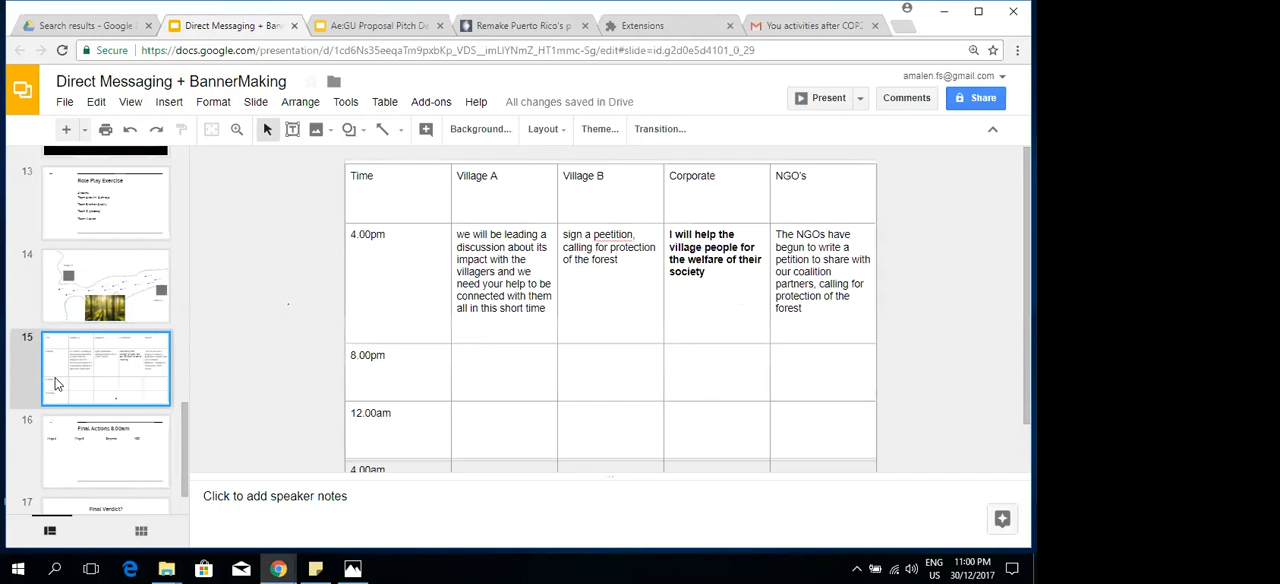 Search results - Google
Direct Messaging + Ban
Ae:GU Proposal Pitch De
Remake Puerto Rico's p
Extensions
You activities after COP2
Secure
https://docs.google.com/presentation/d/1cd6Ns35eeqaTm9pxbKp_VDS__imLIYNmZ_HT1mmc-Sg/edit#slide=id.g2d0e5d4101_0_29
Direct Messaging + BannerMaking
amalen.fs@gmail.com
File Edit View Insert Format Slide Arrange Tools Table Add-ons Help All changes saved in Drive
Present
Comments
Share
Background...
Layout
Theme...
Transition...
13
Role Play Exercise
14
15
16
Final Actions 8.00am
17
Final Verdict?
Time Village A Village B Corporate NGO's
4.00pm
we will be leading a
discussion about its
impact with the
villagers and we
need your help to be
connected with them
all in this short time
sign a peetition,
calling for protection
of the forest
I will help the
village people for
the welfare of their
society
The NGOs have
begun to write a
petition to share with
our coalition
partners, calling for
protection of the
forest
8.00pm
12.00am
4.00am
Click to add speaker notes
ENG
US
11:00 PM
30/12/2017